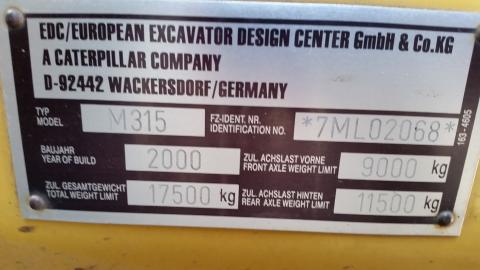 EDC/EUROPEAN EXCAVATOR DESIGN CENTER GmbH & Co.KG
A CATERPILLAR COMPANY
D-92442 WACKERSDORF/GERMANY
TYP
MODEL
M315
FZ-IDENT. NR.
IDENTIFICATION NO.
*7ML02068*
BAUJAHR
YEAR OF BUILD
2000
ZUL. ACHSLAST VORNE
FRONT AXLE WEIGHT LIMIT
9000 kg
ZUL. GESAMTGEWICHT
TOTAL WEIGHT LIMIT
17500 kg
ZUL. ACHSLAST HINTEN
REAR AXLE WEIGHT LIMIT
11500 kg
163-4605